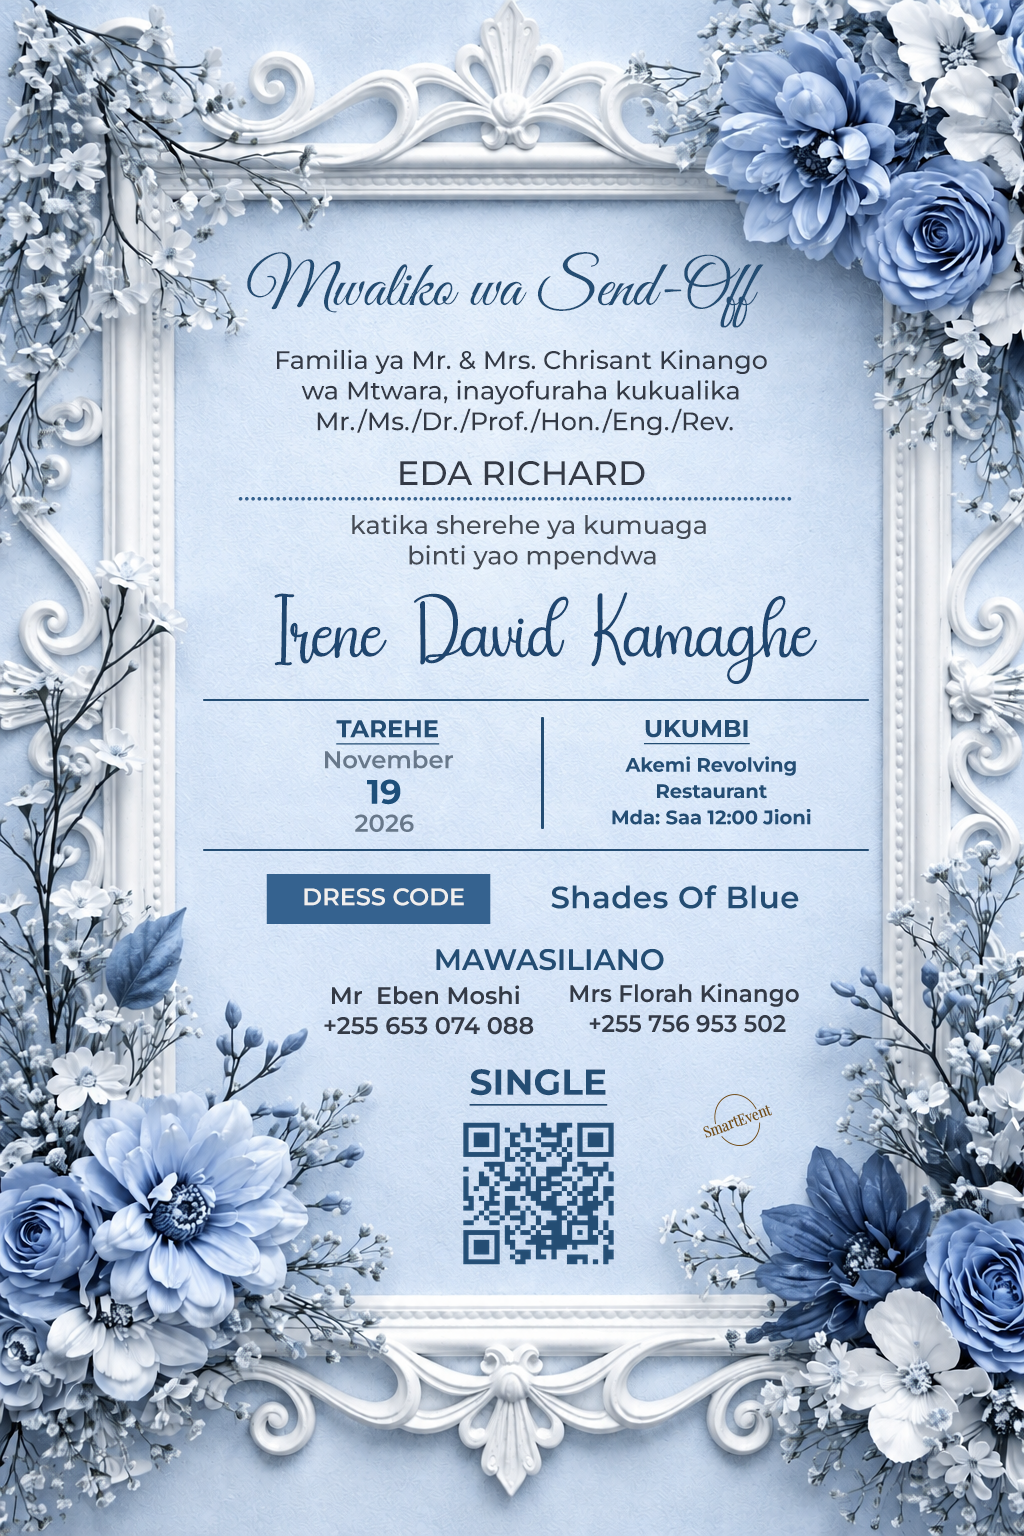 Mwaliko wa Send-Off
Familia ya Mr. & Mrs. Chrisant Kinango
wa Mtwara, inayofuraha kukualika
Mr./Ms./Dr./Prof./Hon./Eng./Rev.
EDA RICHARD
katika sherehe ya kumuaga
binti yao mpendwa
Irene David Kamaghe
TAREHE
November
19
2026
UKUMBI
Akemi Revolving
Restaurant
Mda: Saa 12:00 Jioni
DRESS CODE
Shades Of Blue
MAWASILIANO
Mr Eben Moshi
+255 653 074 088
Mrs Florah Kinango
+255 756 953 502
SINGLE
SmartEvent